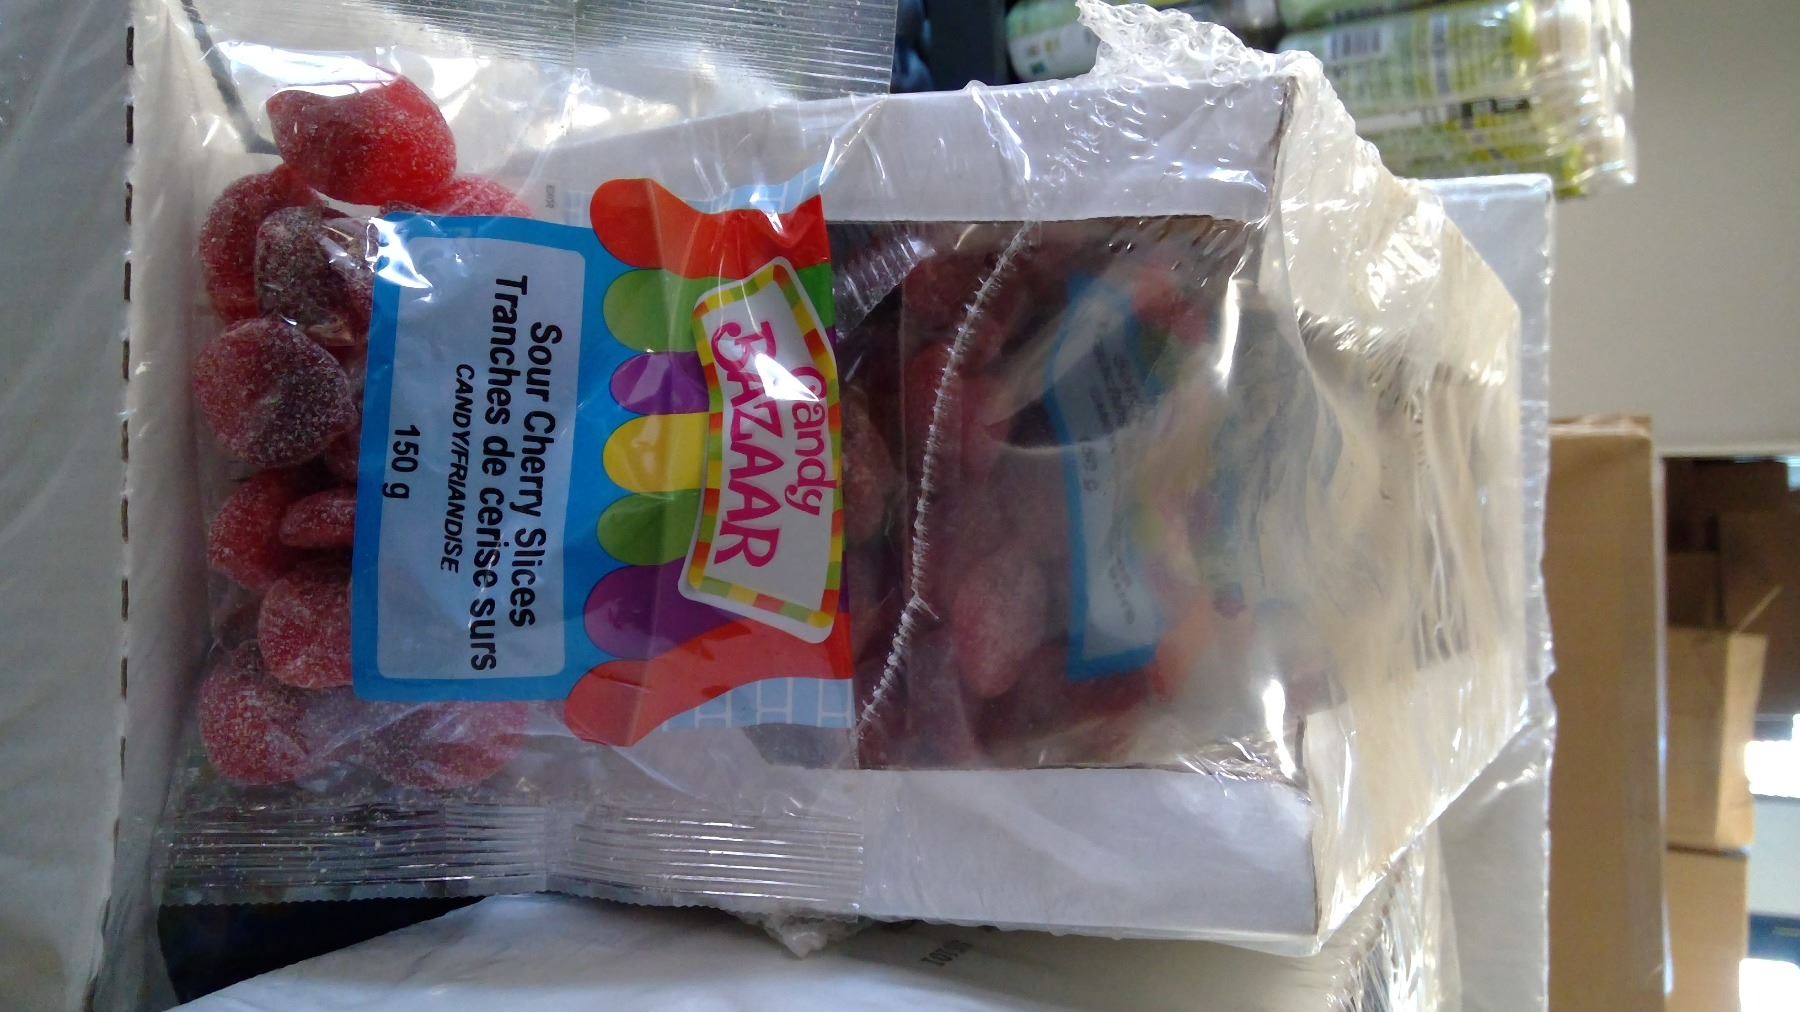 Candy
BAZAAR
Sour Cherry Slices
Tranches de cerise surs
CANDY/FRIANDISE
150 g